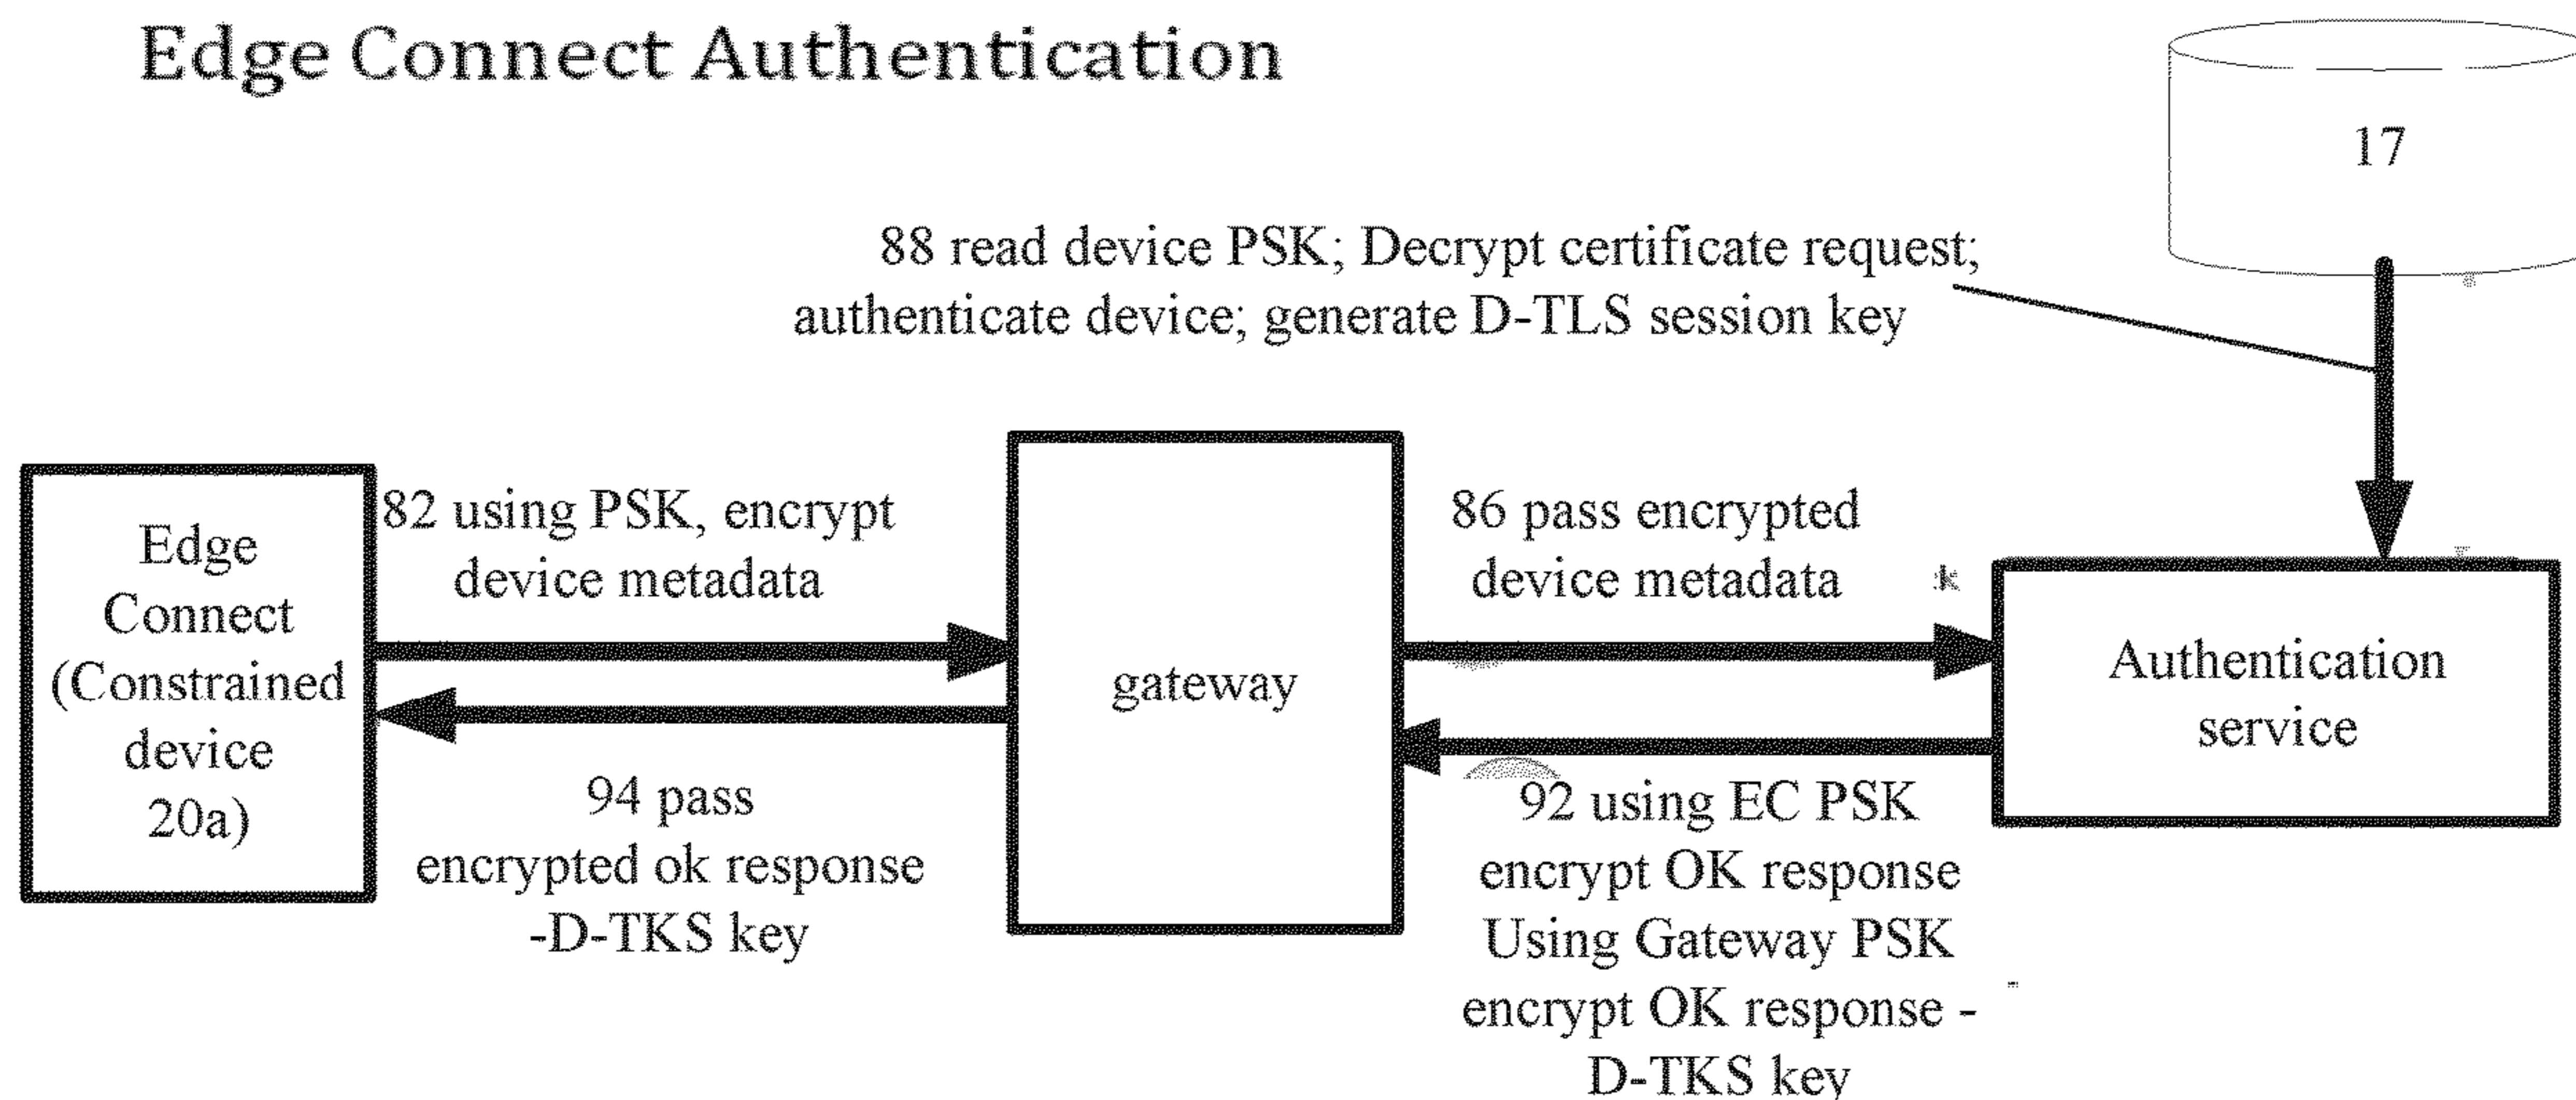 Edge Connect Authentication
17
88 read device PSK; Decrypt certificate request;
authenticate device; generate D-TLS session key
Edge
Connect
(Constrained
device
20a)
82 using PSK, encrypt
device metadata
gateway
86 pass encrypted
device metadata
k
Authentication
service
94 pass
encrypted ok response
-D-TKS key
92 using EC PSK
encrypt OK response
Using Gateway PSK
encrypt OK response -
D-TKS key